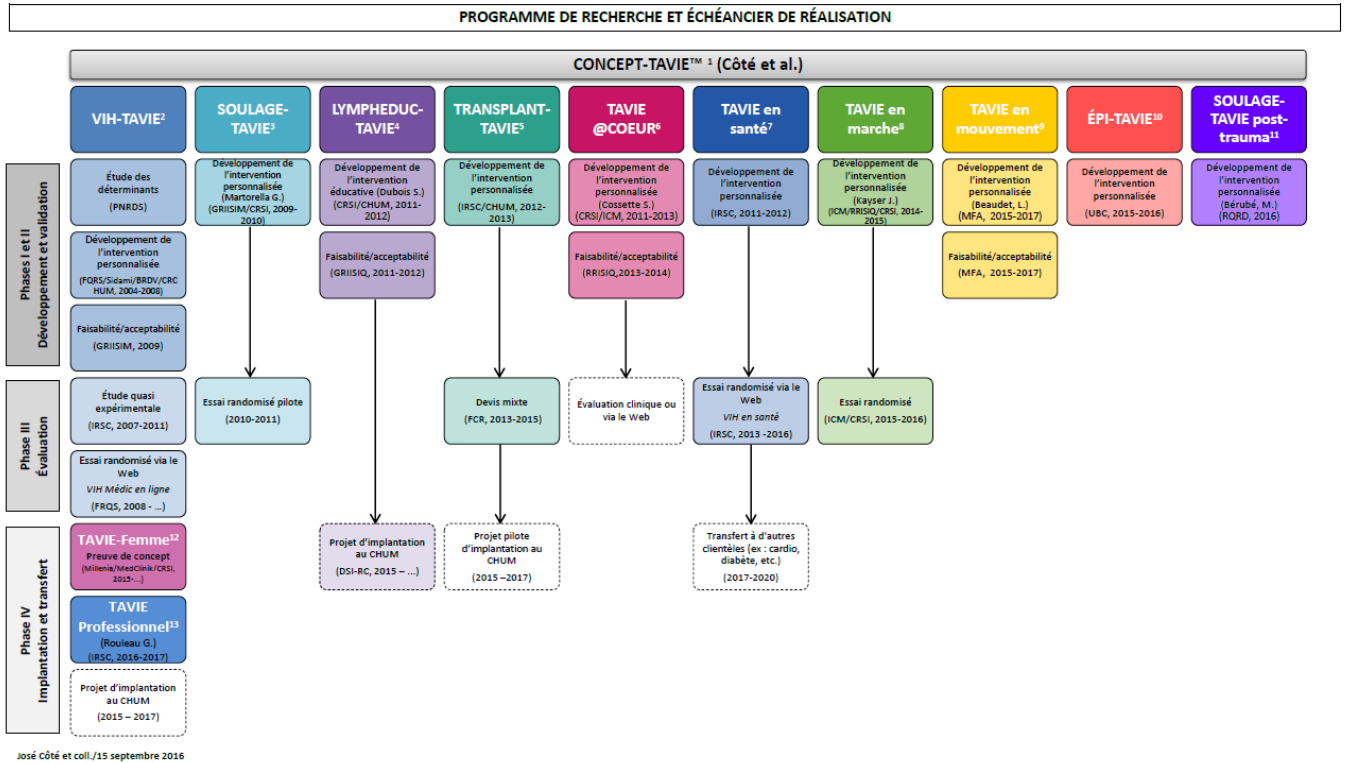 PROGRAMME DE RECHERCHE ET ÉCHÉANCIER DE RÉALISATION
CONCEPT-TAVIE™ ¹ (Côté et al.)
VIH-TAVIE²
SOULAGE-
TAVIE³
LYMPHEDUC-
TAVIE⁴
TRANSPLANT-
TAVIE⁵
TAVIE
@COEUR⁶
TAVIE en
santé⁷
TAVIE en
marche⁸
TAVIE en
mouvement⁹
ÉPI-TAVIE¹⁰
SOULAGE-
TAVIE post-
trauma¹¹
Phases I et II
Développement et validation
Étude des
déterminants
(PNRDS)
Développement de
l'intervention
personnalisée
(Martorella G.)
(GRIISIM/CRSI, 2009-
2010)
Développement de
l'intervention
éducative (Dubois S.)
(CRSI/CHUM, 2011-
2012)
Développement de
l'intervention
personnalisée
(IRSC/CHUM, 2012-
2013)
Développement de
l'intervention
personnalisée
(Cossette S.)
(CRSI/ICM, 2011-2013)
Développement de
l'intervention
personnalisée
(IRSC, 2011-2012)
Développement de
l'intervention
personnalisée
(Kayser J.)
(ICM/RRISIQ/CRSI, 2014-
2015)
Développement de
l'intervention
personnalisée
(Beaudet, L.)
(MFA, 2015-2017)
Développement de
l'intervention
personnalisée
(UBC, 2015-2016)
Développement de
l'intervention
personnalisée
(Bérubé, M.)
(RQRD, 2016)
Développement de
l'intervention
personnalisée
(FQRS/Sidami/BRDV/CRC
HUM, 2004-2008)
Faisabilité/acceptabilité
(GRIISIQ, 2011-2012)
Faisabilité/acceptabilité
(RRISIQ,2013-2014)
Faisabilité/acceptabilité
(MFA, 2015-2017)
Faisabilité/acceptabilité
(GRIISIM, 2009)
Phase III
Évaluation
Étude quasi
expérimentale
(IRSC, 2007-2011)
Essai randomisé pilote
(2010-2011)
Devis mixte
(FCR, 2013-2015)
Évaluation clinique ou
via le Web
Essai randomisé via le
Web
VIH en santé
(IRSC, 2013 -2016)
Essai randomisé
(ICM/CRSI, 2015-2016)
Essai randomisé via le
Web
VIH Médic en ligne
(FRQS, 2008 - ...)
Phase IV
Implantation et transfert
TAVIE-Femme¹²
Preuve de concept
(Millenia/MedClinik/CRSI,
2015-...)
Projet d'implantation
au CHUM
(DSI-RC, 2015 – ...)
Projet pilote
d'implantation au
CHUM
(2015 –2017)
Transfert à d'autres
clientèles (ex : cardio,
diabète, etc.)
(2017-2020)
TAVIE
Professionnel¹³
(Rouleau G.)
(IRSC, 2016-2017)
Projet d'implantation
au CHUM
(2015 – 2017)
José Côté et coll./15 septembre 2016